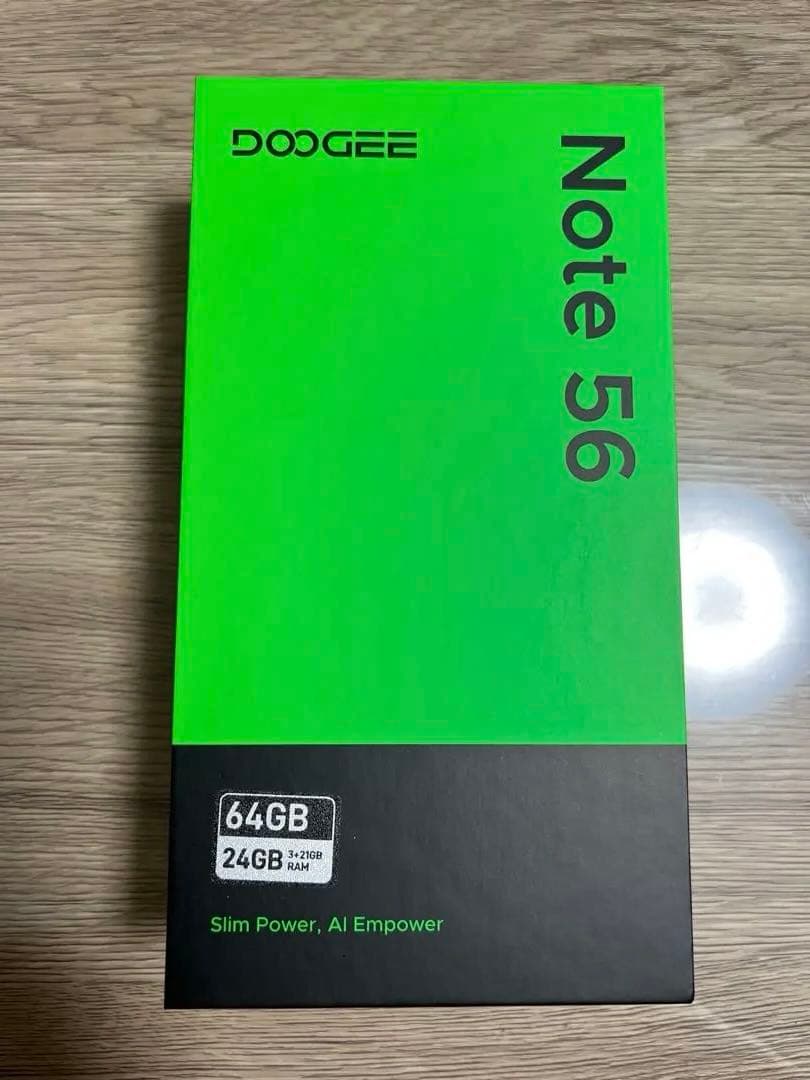 DOOGEE
Note 56
64GB
24GB 3+21GB RAM
Slim Power, AI Empower